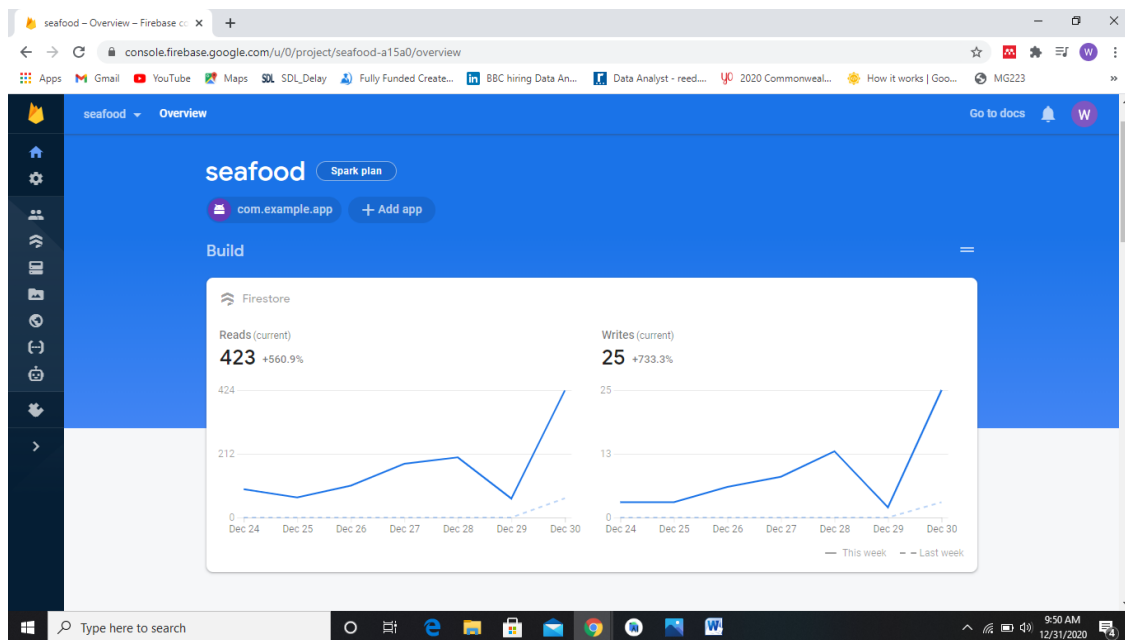 seafood – Overview – Firebase co
console.firebase.google.com/u/0/project/seafood-a15a0/overview
W
Apps Gmail YouTube Maps SDL SDL_Delay Fully Funded Create... in BBC hiring Data An... Data Analyst - reed.... 2020 Commonweal... How it works | Goo... MG223 »
seafood Overview Go to docs W
seafood Spark plan
com.example.app + Add app
Build
Firestore
Reads (current) Writes (current)
423 +560.9% 25 +733.3%
424 25
212 13
0 0
Dec 24 Dec 25 Dec 26 Dec 27 Dec 28 Dec 29 Dec 30 Dec 24 Dec 25 Dec 26 Dec 27 Dec 28 Dec 29 Dec 30
This week Last week
Type here to search W 9:50 AM
12/31/2020 4